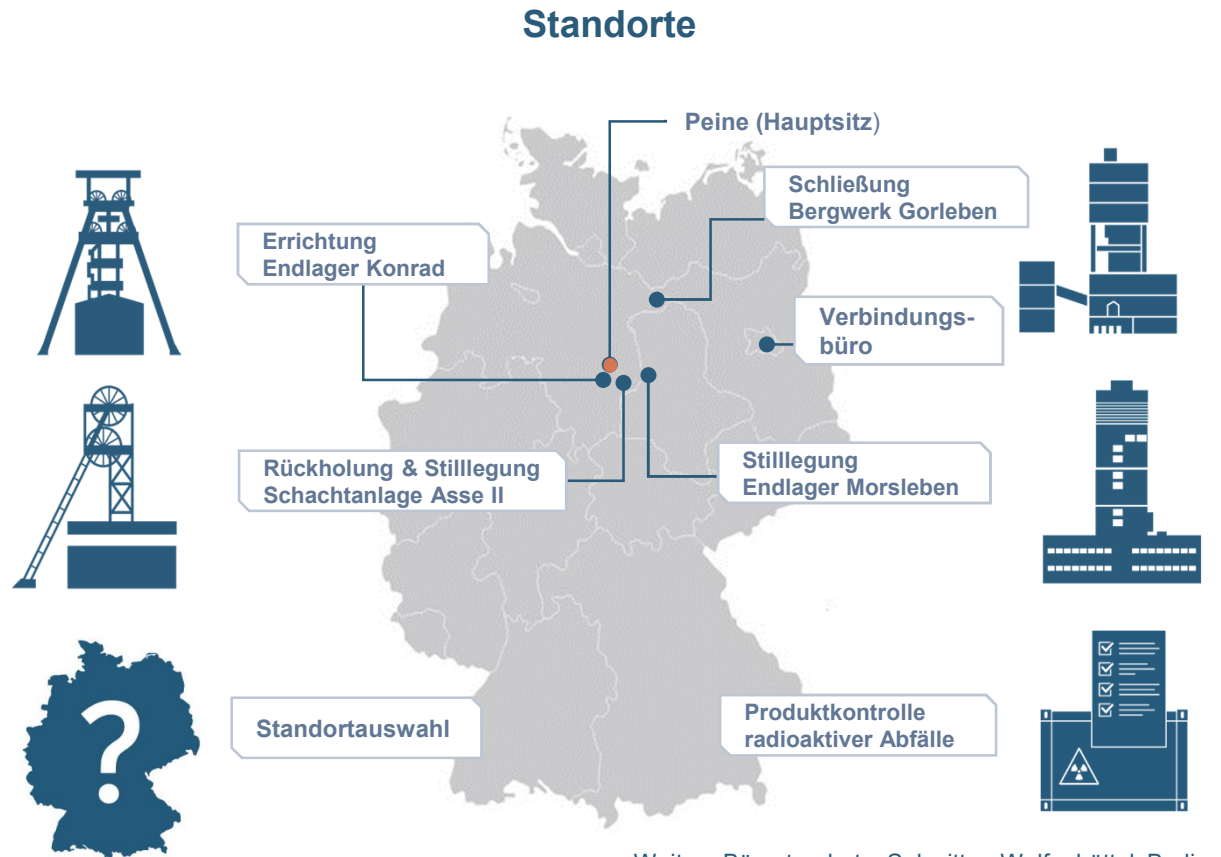 Standorte
Peine (Hauptsitz)
Schließung
Bergwerk Gorleben
Errichtung
Endlager Konrad
Verbindungs-
büro
Rückholung & Stilllegung
Schachtanlage Asse II
Stilllegung
Endlager Morsleben
?
Standortauswahl
Produktkontrolle
radioaktiver Abfälle